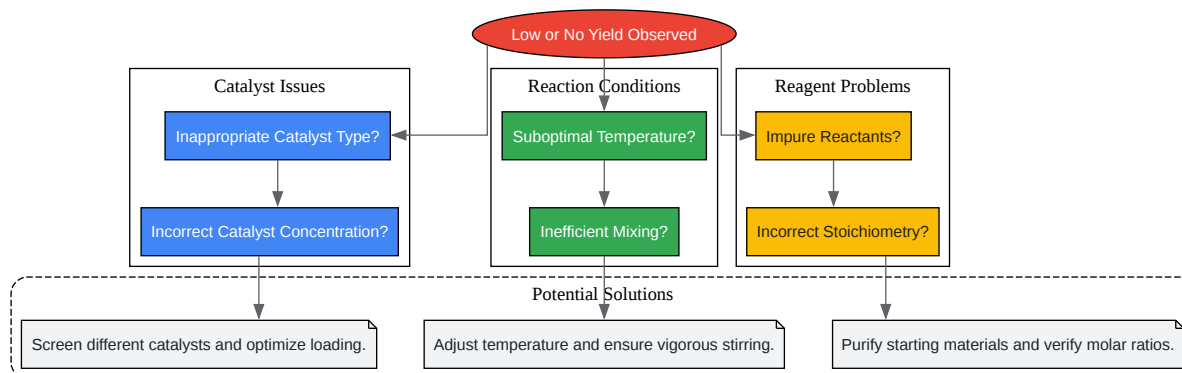 Low or No Yield Observed
Catalyst Issues
Reaction Conditions
Reagent Problems
Inappropriate Catalyst Type?
Suboptimal Temperature?
Impure Reactants?
Incorrect Catalyst Concentration?
Inefficient Mixing?
Incorrect Stoichiometry?
Potential Solutions
Screen different catalysts and optimize loading.
Adjust temperature and ensure vigorous stirring.
Purify starting materials and verify molar ratios.